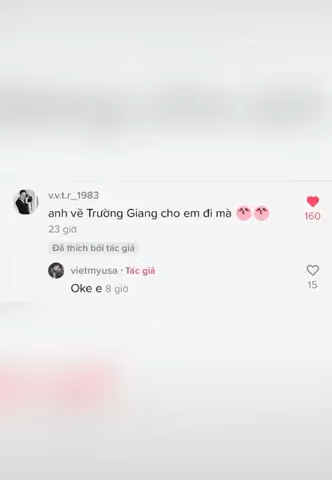 v.v.t.r_1983
anh vẽ Trường Giang cho em đi mà
160
23 giờ
Đã thích bởi tác giả
vietmyusa · Tác giả
Oke e 8 giờ
15